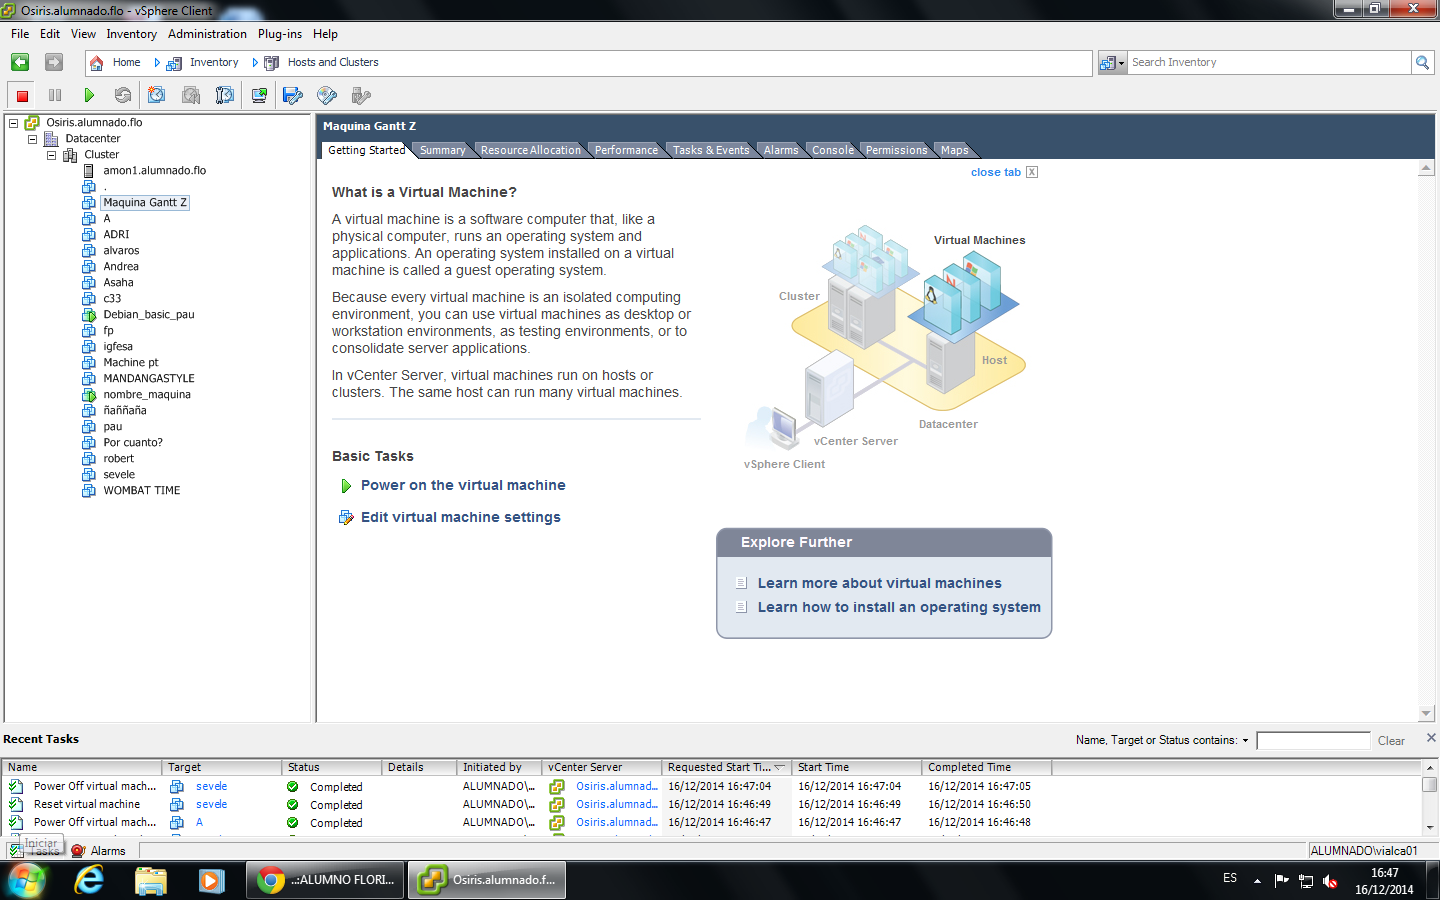 Osiris.alumnado.flo - vSphere Client
File Edit View Inventory Administration Plug-ins Help
Home Inventory Hosts and Clusters
Search Inventory
Osiris.alumnado.flo
Datacenter
Cluster
amon1.alumnado.flo
.
Maquina Gantt Z
A
ADRI
alvaros
Andrea
Asaha
c33
Debian_basic_pau
fp
igfesa
Machine pt
MANDANGASTYLE
nombre_maquina
ñaññaña
pau
Por cuanto?
robert
sevele
WOMBAT TIME
Maquina Gantt Z
Getting Started Summary Resource Allocation Performance Tasks & Events Alarms Console Permissions Maps
close tab X
What is a Virtual Machine?
A virtual machine is a software computer that, like a
physical computer, runs an operating system and
applications. An operating system installed on a virtual
machine is called a guest operating system.
Because every virtual machine is an isolated computing
environment, you can use virtual machines as desktop or
workstation environments, as testing environments, or to
consolidate server applications.
In vCenter Server, virtual machines run on hosts or
clusters. The same host can run many virtual machines.
Basic Tasks
Power on the virtual machine
Edit virtual machine settings
Virtual Machines
Cluster
Host
Datacenter
vCenter Server
vSphere Client
Explore Further
Learn more about virtual machines
Learn how to install an operating system
Recent Tasks
Name, Target or Status contains: Clear
Name Target Status Details Initiated by vCenter Server Requested Start Ti... Start Time Completed Time
Power Off virtual mach... sevele Completed ALUMNADO\... Osiris.alumnad... 16/12/2014 16:47:04 16/12/2014 16:47:04 16/12/2014 16:47:05
Reset virtual machine sevele Completed ALUMNADO\... Osiris.alumnad... 16/12/2014 16:46:49 16/12/2014 16:46:49 16/12/2014 16:46:50
Power Off virtual mach... A Completed ALUMNADO\... Osiris.alumnad... 16/12/2014 16:46:47 16/12/2014 16:46:47 16/12/2014 16:46:48
Iniciar
Tasks Alarms
ALUMNADO\vialca01
..:ALUMNO FLORI...
Osiris.alumnado.f...
ES
16:47
16/12/2014